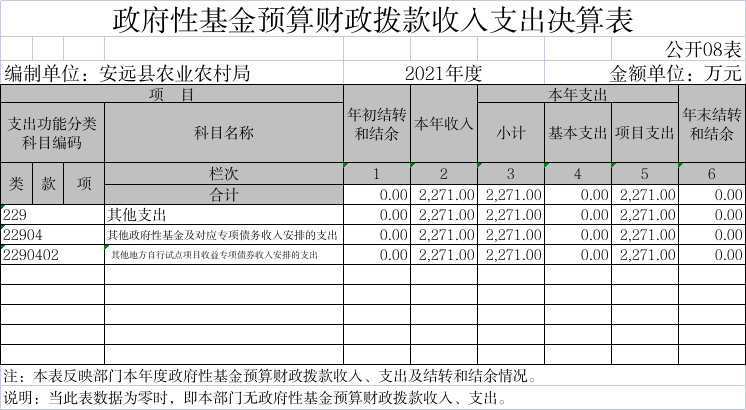 政府性基金预算财政拨款收入支出决算表
公开08表
编制单位：安远县农业农村局 2021年度 金额单位：万元
项 目 年初结转和结余 本年收入 本年支出 年末结转和结余
支出功能分类科目编码 科目名称 小计 基本支出 项目支出
类 款 项 栏次 1 2 3 4 5 6
合计 0.00 2,271.00 2,271.00 0.00 2,271.00 0.00
229 其他支出 0.00 2,271.00 2,271.00 0.00 2,271.00 0.00
22904 其他政府性基金及对应专项债务收入安排的支出 0.00 2,271.00 2,271.00 0.00 2,271.00 0.00
2290402 其他地方自行试点项目收益专项债券收入安排的支出 0.00 2,271.00 2,271.00 0.00 2,271.00 0.00
注：本表反映部门本年度政府性基金预算财政拨款收入、支出及结转和结余情况。
说明：当此表数据为零时，即本部门无政府性基金预算财政拨款收入、支出。